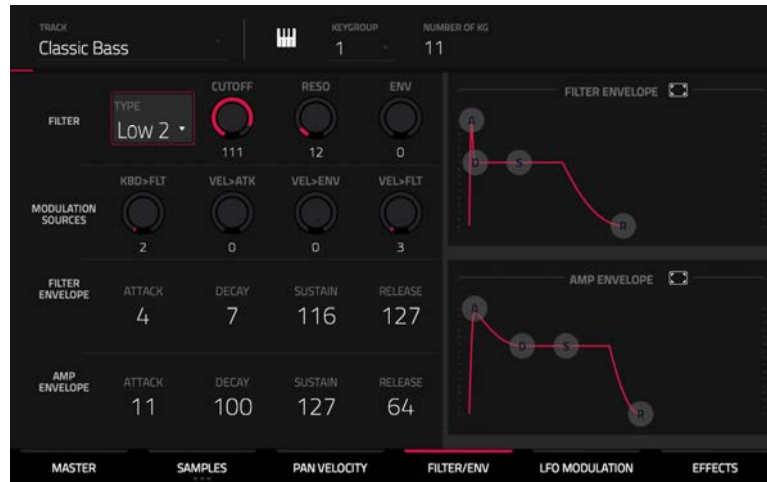 TRACK KEYGROUP NUMBER OF KG
Classic Bass 1 11
CUTOFF RESO ENV
FILTER
TYPE
Low 2
111 12 0
KBD>FLT VEL>ATK VEL>ENV VEL>FLT
MODULATION
SOURCES
2 0 0 3
FILTER
ENVELOPE
ATTACK DECAY SUSTAIN RELEASE
4 7 116 127
AMP
ENVELOPE
ATTACK DECAY SUSTAIN RELEASE
11 100 127 64
FILTER ENVELOPE
A
D S
R
AMP ENVELOPE
A
D S
R
MASTER SAMPLES PAN VELOCITY FILTER/ENV LFO MODULATION EFFECTS